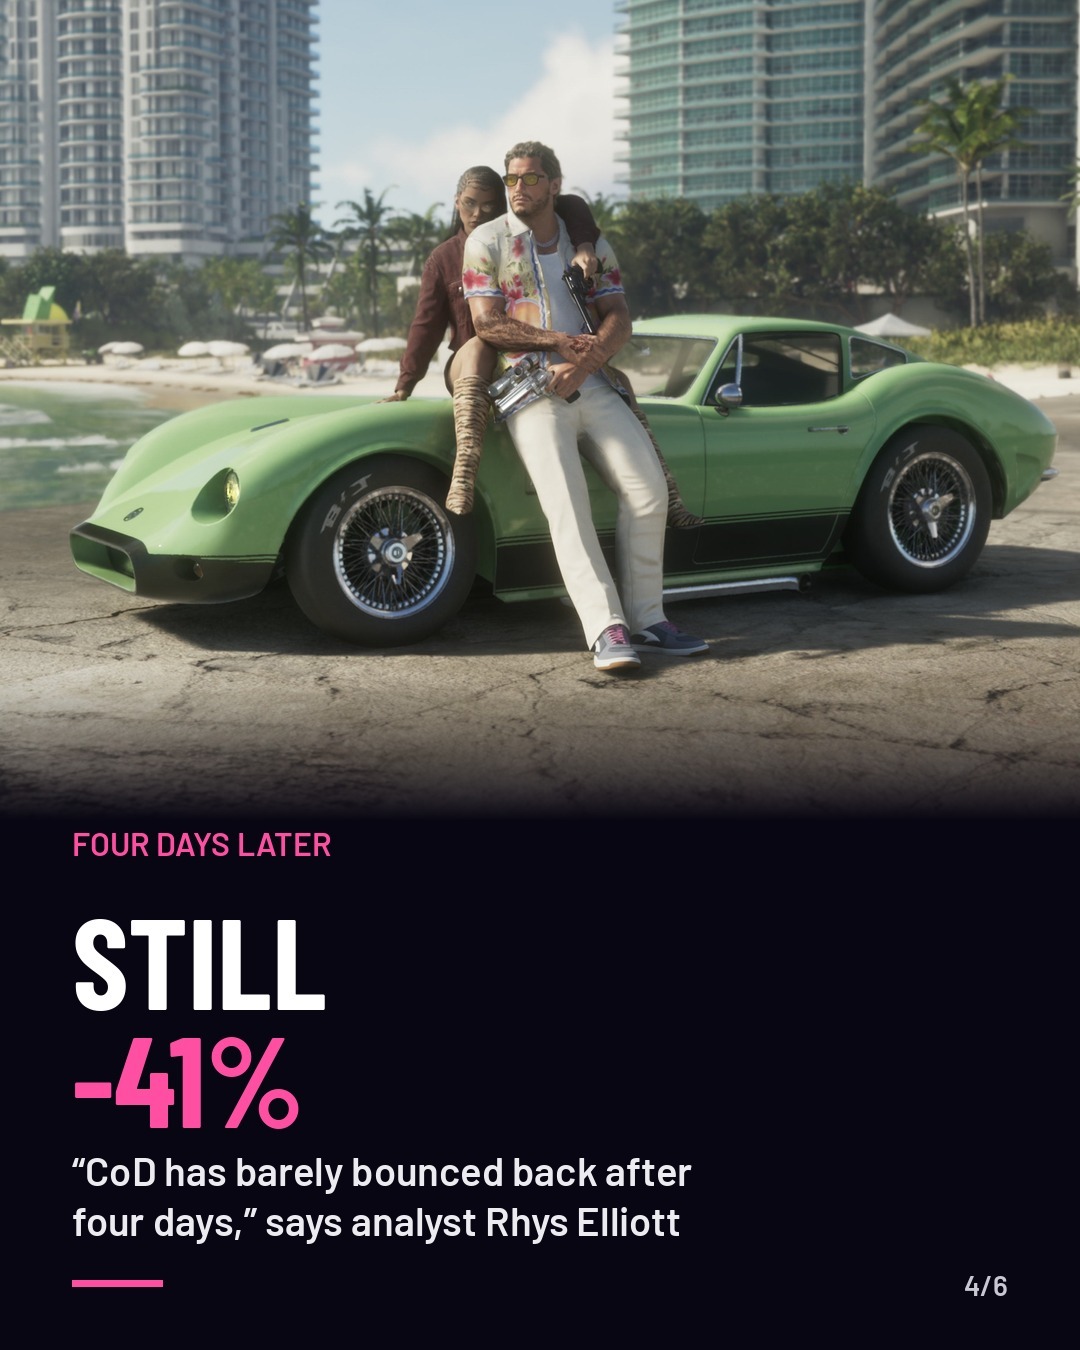 FOUR DAYS LATER
STILL
-41%
“CoD has barely bounced back after
four days,” says analyst Rhys Elliott
4/6